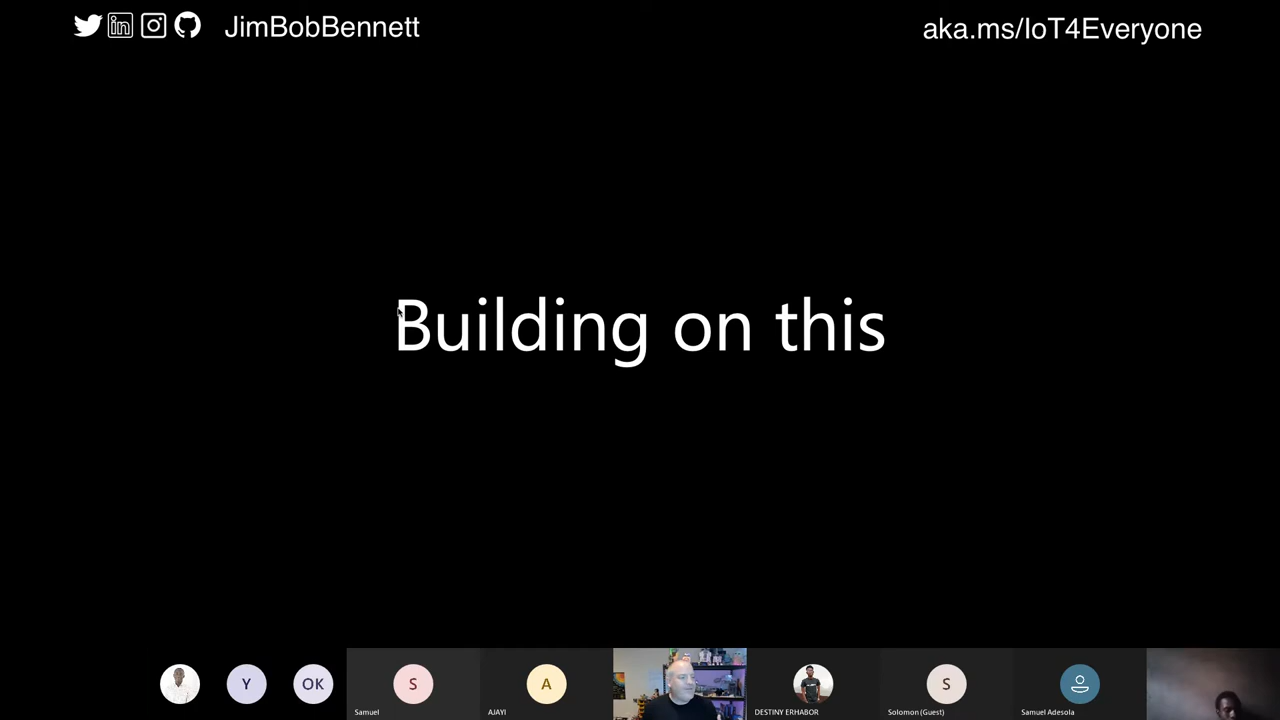 JimBobBennett
aka.ms/IoT4Everyone
Building on this
Y
OK
S
A
S
Samuel
AJAYI
DESTINY ERHABOR
Solomon (Guest)
Samuel Adesola